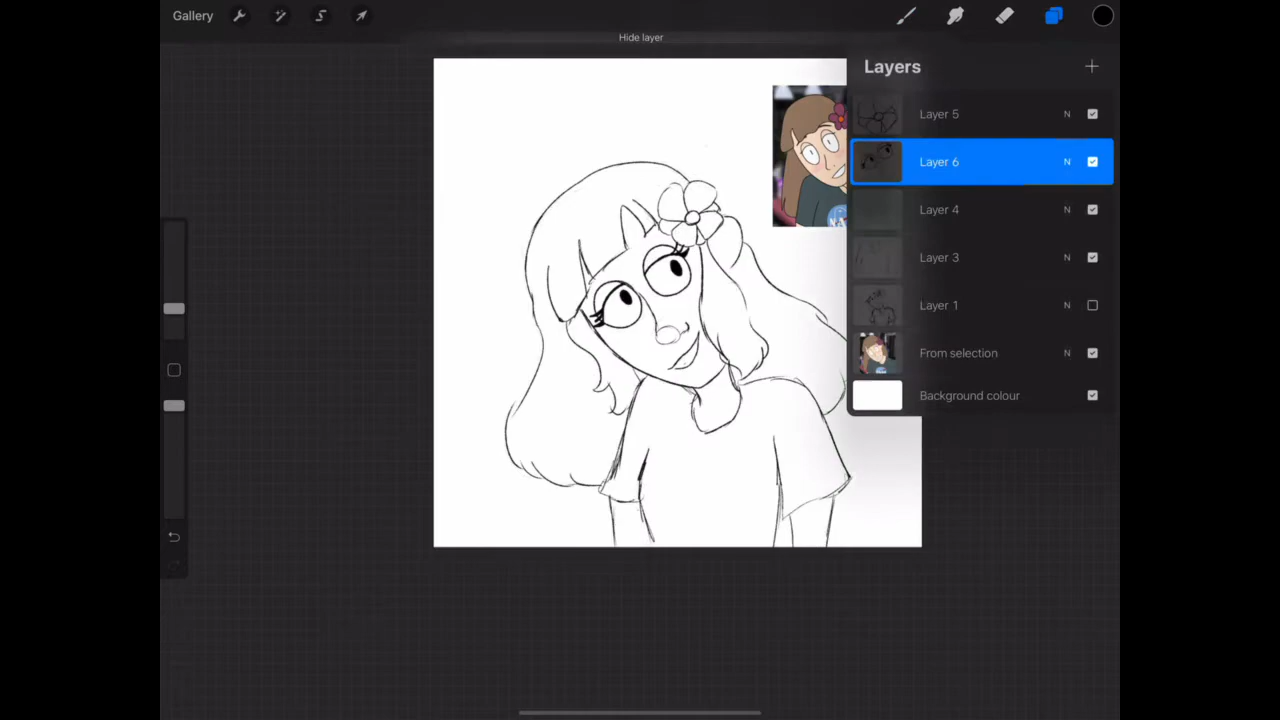 Gallery
Hide layer
Layers
Layer 5 N
Layer 6 N
Layer 4 N
Layer 3 N
Layer 1 N
From selection N
Background colour